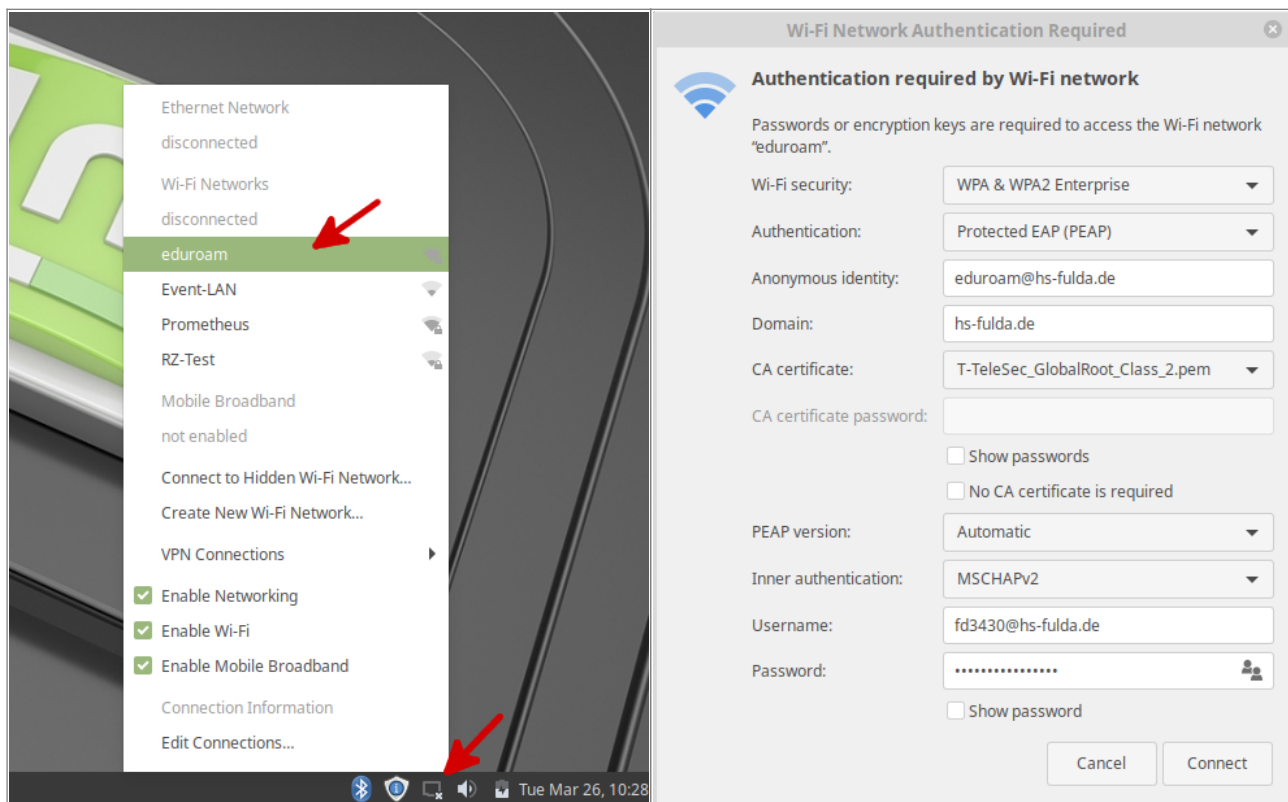 Ethernet Network
disconnected
Wi-Fi Networks
disconnected
eduroam
Event-LAN
Prometheus
RZ-Test
Mobile Broadband
not enabled
Connect to Hidden Wi-Fi Network...
Create New Wi-Fi Network...
VPN Connections
Enable Networking
Enable Wi-Fi
Enable Mobile Broadband
Connection Information
Edit Connections...
Tue Mar 26, 10:28
Wi-Fi Network Authentication Required
Authentication required by Wi-Fi network
Passwords or encryption keys are required to access the Wi-Fi network
“eduroam”.
Wi-Fi security: WPA & WPA2 Enterprise
Authentication: Protected EAP (PEAP)
Anonymous identity: eduroam@hs-fulda.de
Domain: hs-fulda.de
CA certificate: T-TeleSec_GlobalRoot_Class_2.pem
CA certificate password:
Show passwords
No CA certificate is required
PEAP version: Automatic
Inner authentication: MSCHAPv2
Username: fd3430@hs-fulda.de
Password: ••••••••••••••••
Show password
Cancel Connect